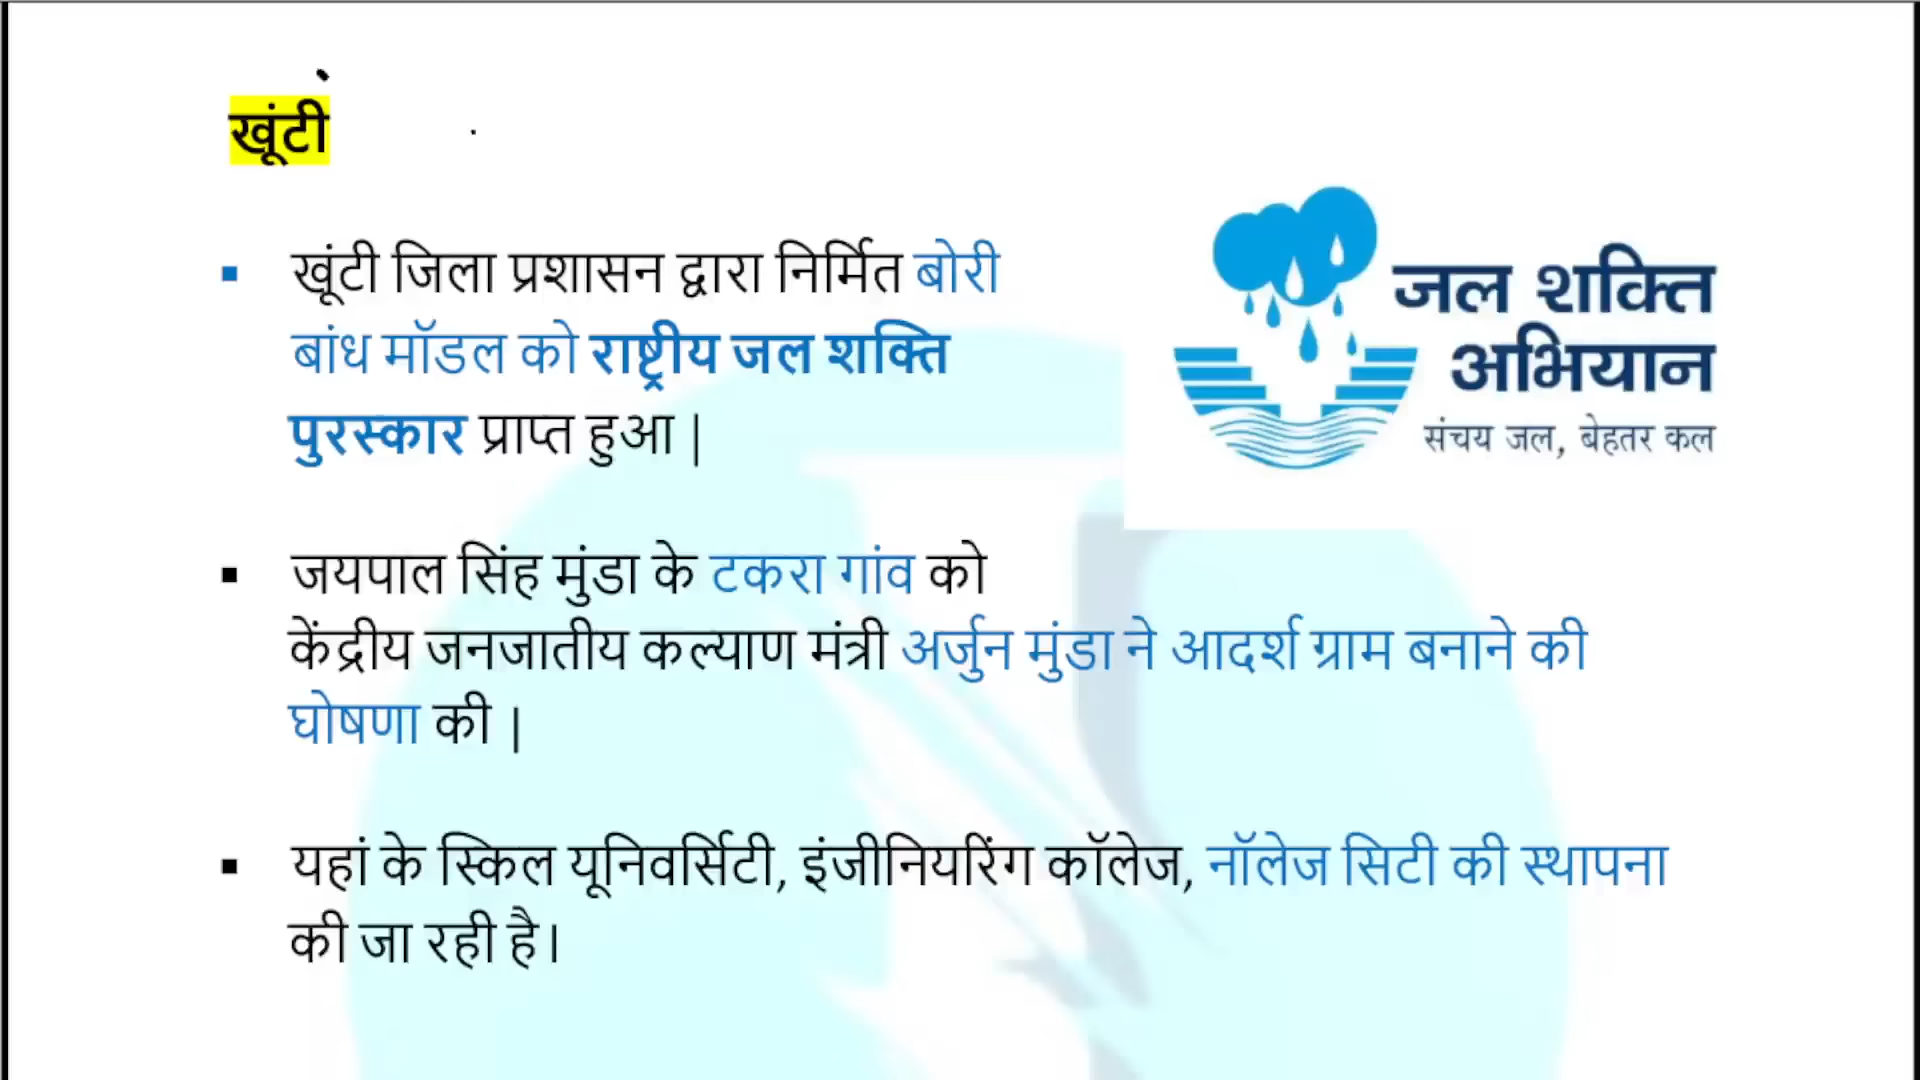 खूंटी
▪ खूंटी जिला प्रशासन द्वारा निर्मित बोरी
बांध मॉडल को राष्ट्रीय जल शक्ति
पुरस्कार प्राप्त हुआ |
जल शक्ति
अभियान
संचय जल, बेहतर कल
▪ जयपाल सिंह मुंडा के टकरा गांव को
केंद्रीय जनजातीय कल्याण मंत्री अर्जुन मुंडा ने आदर्श ग्राम बनाने की
घोषणा की |
▪ यहां के स्किल यूनिवर्सिटी, इंजीनियरिंग कॉलेज, नॉलेज सिटी की स्थापना
की जा रही है।